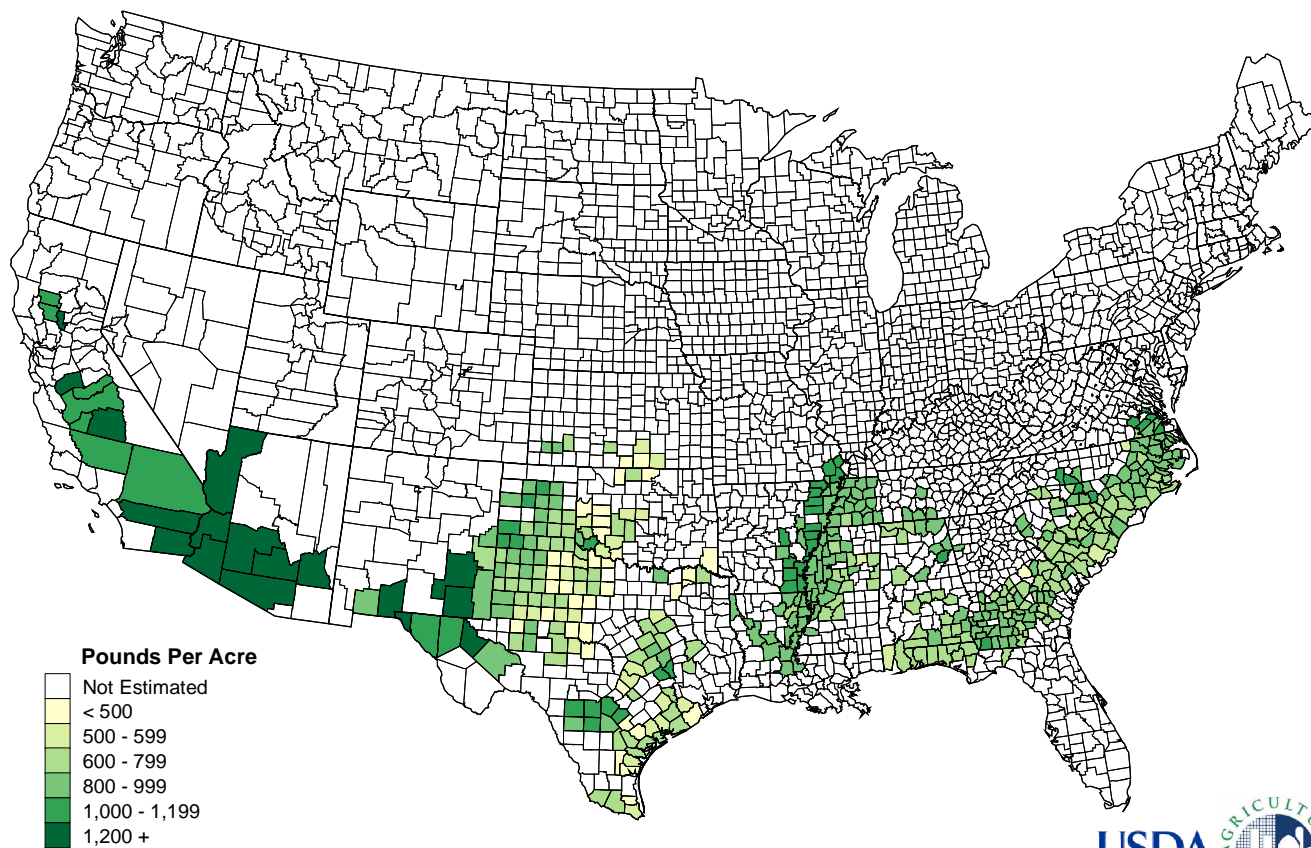 Pounds Per Acre
Not Estimated
< 500
500 - 599
600 - 799
800 - 999
1,000 - 1,199
1,200 +
USDA